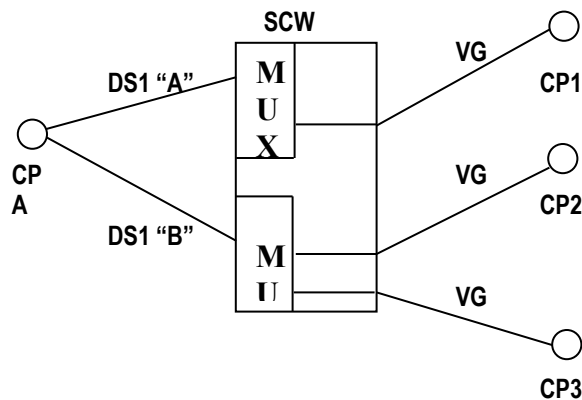 SCW
VG
DS1 “A”
M
U
X
CP1
CP
A
VG
CP2
DS1 “B”
M
U
VG
CP3